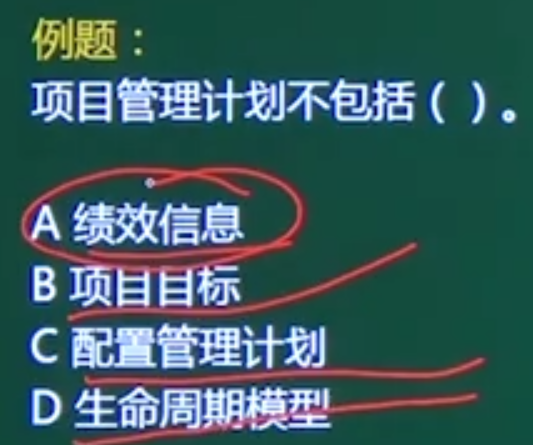 例题：
项目管理计划不包括（ ）。
A 绩效信息
B 项目目标
C 配置管理计划
D 生命周期模型